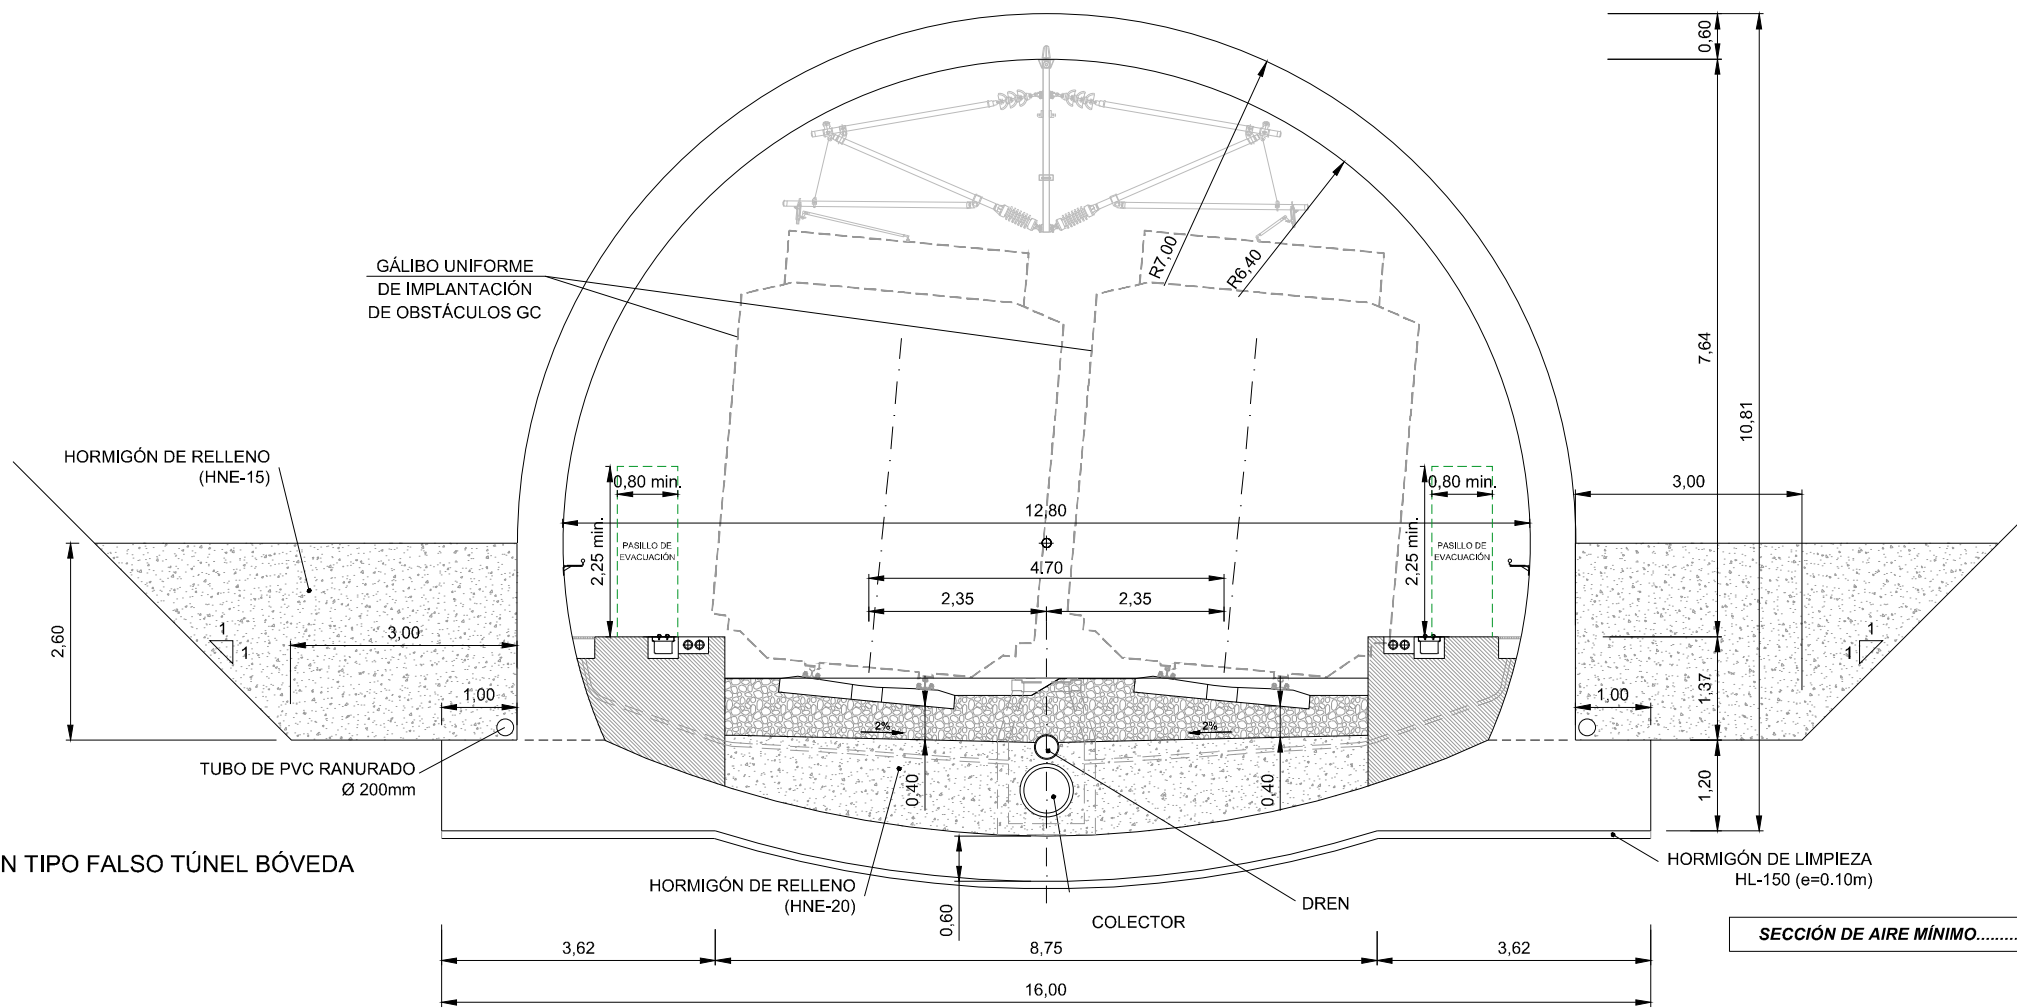 0,60
7,64
10,81
R7,00
R6,40
GÁLIBO UNIFORME
DE IMPLANTACIÓN
DE OBSTÁCULOS GC
HORMIGÓN DE RELLENO
(HNE-15)
0,80 min.
0,80 min.
3,00
12,80
2,25 min.
PASILLO DE
EVACUACIÓN
2,25 min.
PASILLO DE
EVACUACIÓN
4,70
2,35
2,35
2,60
1
1
3,00
1
1
1,00
1,00
1,37
2%
2%
TUBO DE PVC RANURADO
Ø 200mm
0,40
0,40
1,20
N TIPO FALSO TÚNEL BÓVEDA
HORMIGÓN DE RELLENO
(HNE-20)
0,60
COLECTOR
DREN
HORMIGÓN DE LIMPIEZA
HL-150 (e=0.10m)
SECCIÓN DE AIRE MÍNIMO.........
3,62
8,75
3,62
16,00